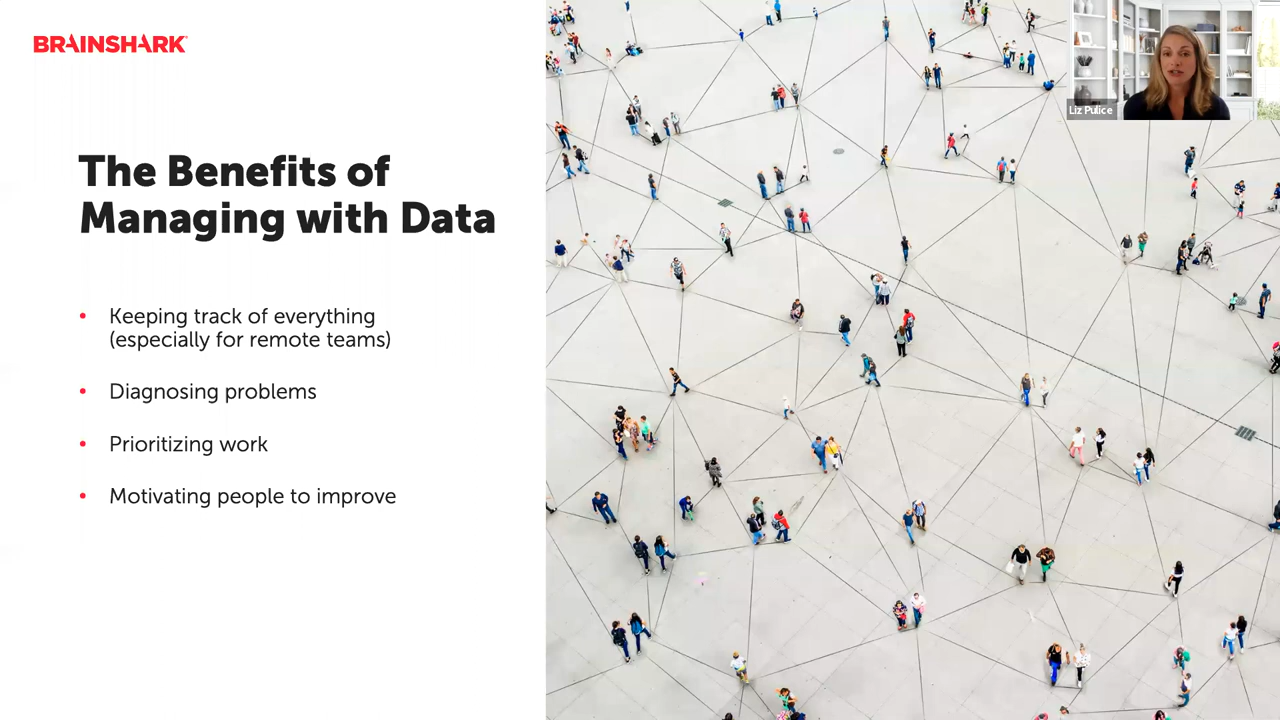 BRAINSHARK
Liz Pulice
The Benefits of
Managing with Data
• Keeping track of everything
(especially for remote teams)
• Diagnosing problems
• Prioritizing work
• Motivating people to improve